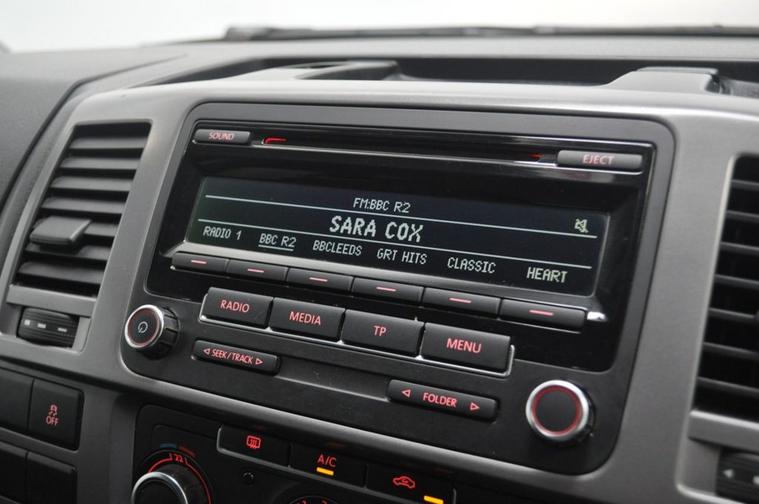 SOUND
EJECT
FM:BBC R2
SARA COX
RADIO 1 BBC R2 BBCLEEDS GRT HITS CLASSIC HEART
RADIO MEDIA TP MENU
SEEK/TRACK
FOLDER
OFF
A/C
22